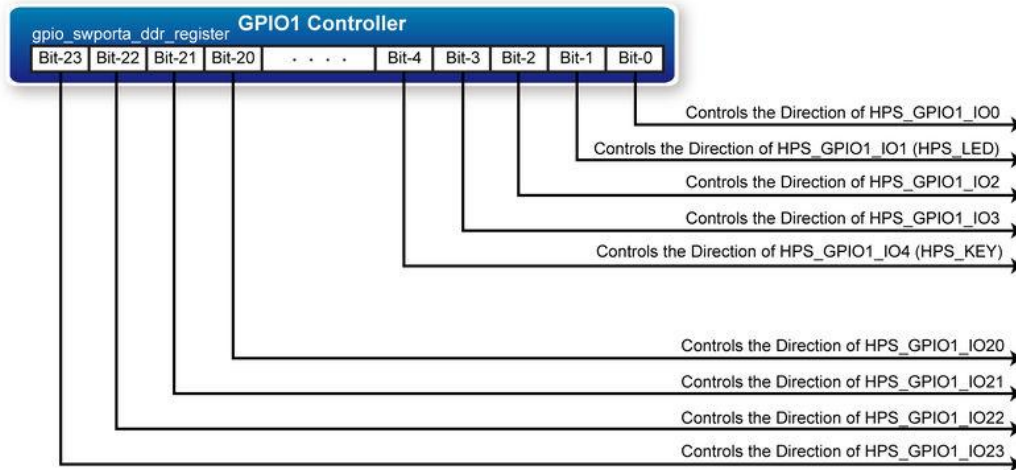 GPIO1 Controller
gpio_swporta_ddr_register
Bit-23 Bit-22 Bit-21 Bit-20 . . . . Bit-4 Bit-3 Bit-2 Bit-1 Bit-0
Controls the Direction of HPS_GPIO1_IO0
Controls the Direction of HPS_GPIO1_IO1 (HPS_LED)
Controls the Direction of HPS_GPIO1_IO2
Controls the Direction of HPS_GPIO1_IO3
Controls the Direction of HPS_GPIO1_IO4 (HPS_KEY)
Controls the Direction of HPS_GPIO1_IO20
Controls the Direction of HPS_GPIO1_IO21
Controls the Direction of HPS_GPIO1_IO22
Controls the Direction of HPS_GPIO1_IO23